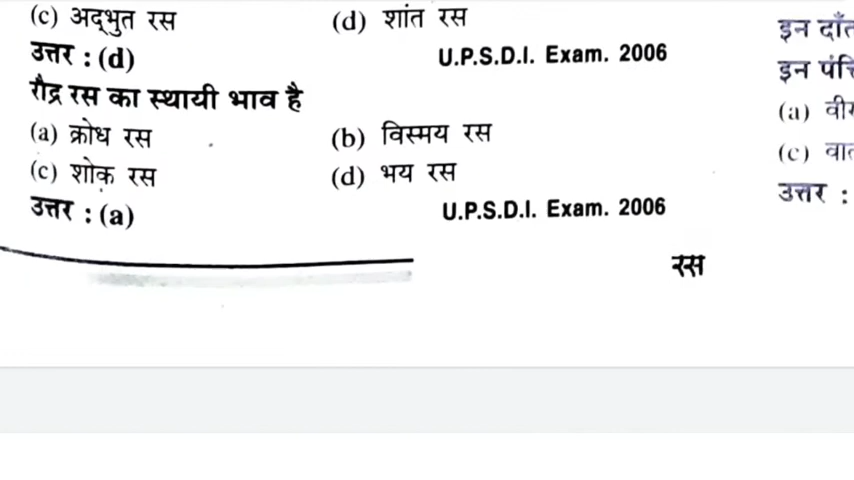 (c) अद्भुत रस (d) शांत रस
उत्तर : (d) U.P.S.D.I. Exam. 2006
रौद्र रस का स्थायी भाव है
(a) क्रोध रस (b) विस्मय रस
(c) शोक रस (d) भय रस
उत्तर : (a) U.P.S.D.I. Exam. 2006
रस
इन
इन
(a)
(c)
उत्तर :